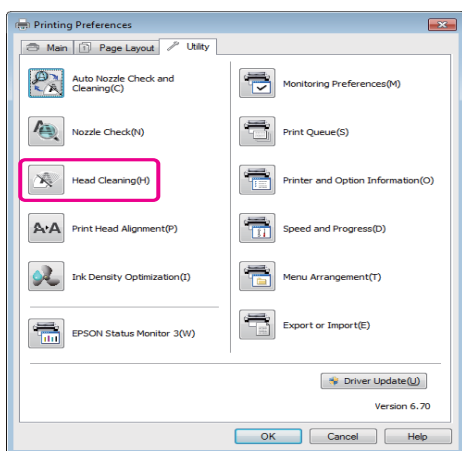 Printing Preferences
Main
Page Layout
Utility
Auto Nozzle Check and
Cleaning(C)
Nozzle Check(N)
Head Cleaning(H)
Print Head Alignment(P)
Ink Density Optimization(I)
EPSON Status Monitor 3(W)
Monitoring Preferences(M)
Print Queue(S)
Printer and Option Information(O)
Speed and Progress(D)
Menu Arrangement(T)
Export or Import(E)
Driver Update(U)
Version 6.70
OK
Cancel
Help